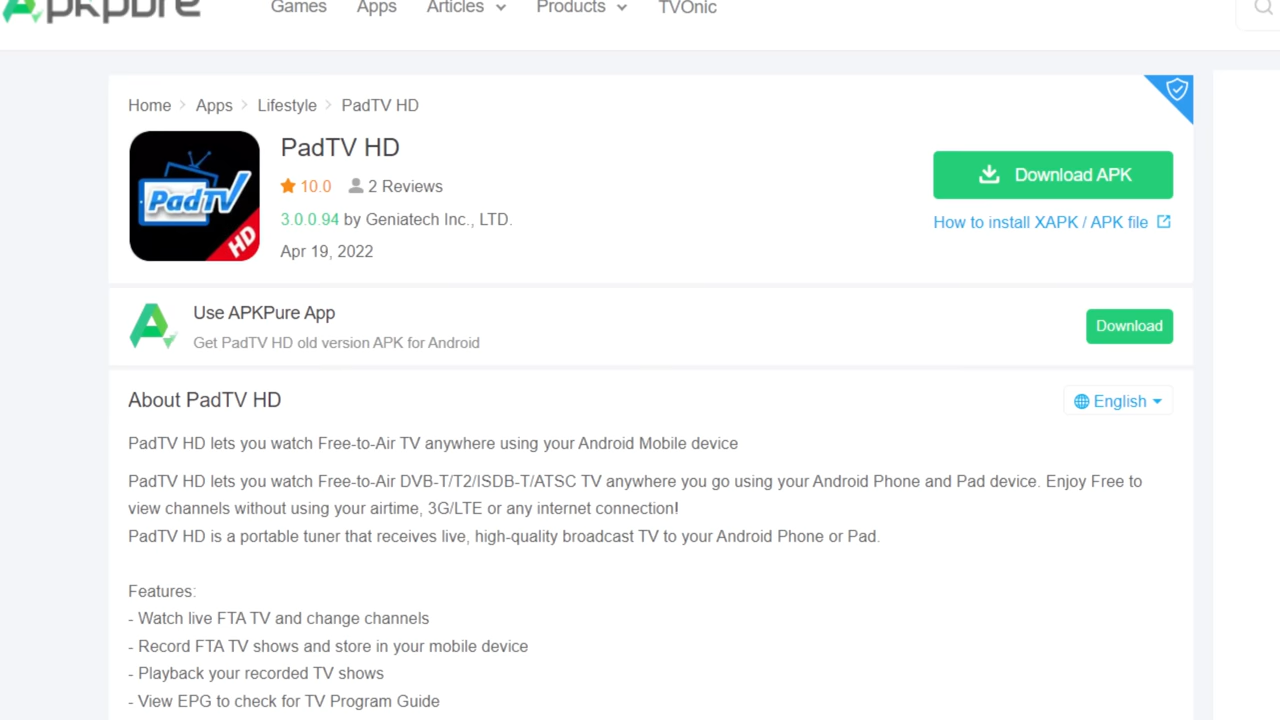 Apkpure
Games Apps Articles Products TVOnic
Home Apps Lifestyle PadTV HD
PadTV
HD
PadTV HD
10.0 2 Reviews
3.0.0.94 by Geniatech Inc., LTD.
Apr 19, 2022
Download APK
How to install XAPK / APK file
Use APKPure App
Get PadTV HD old version APK for Android
Download
About PadTV HD
English
PadTV HD lets you watch Free-to-Air TV anywhere using your Android Mobile device
PadTV HD lets you watch Free-to-Air DVB-T/T2/ISDB-T/ATSC TV anywhere you go using your Android Phone and Pad device. Enjoy Free to
view channels without using your airtime, 3G/LTE or any internet connection!
PadTV HD is a portable tuner that receives live, high-quality broadcast TV to your Android Phone or Pad.
Features:
- Watch live FTA TV and change channels
- Record FTA TV shows and store in your mobile device
- Playback your recorded TV shows
- View EPG to check for TV Program Guide